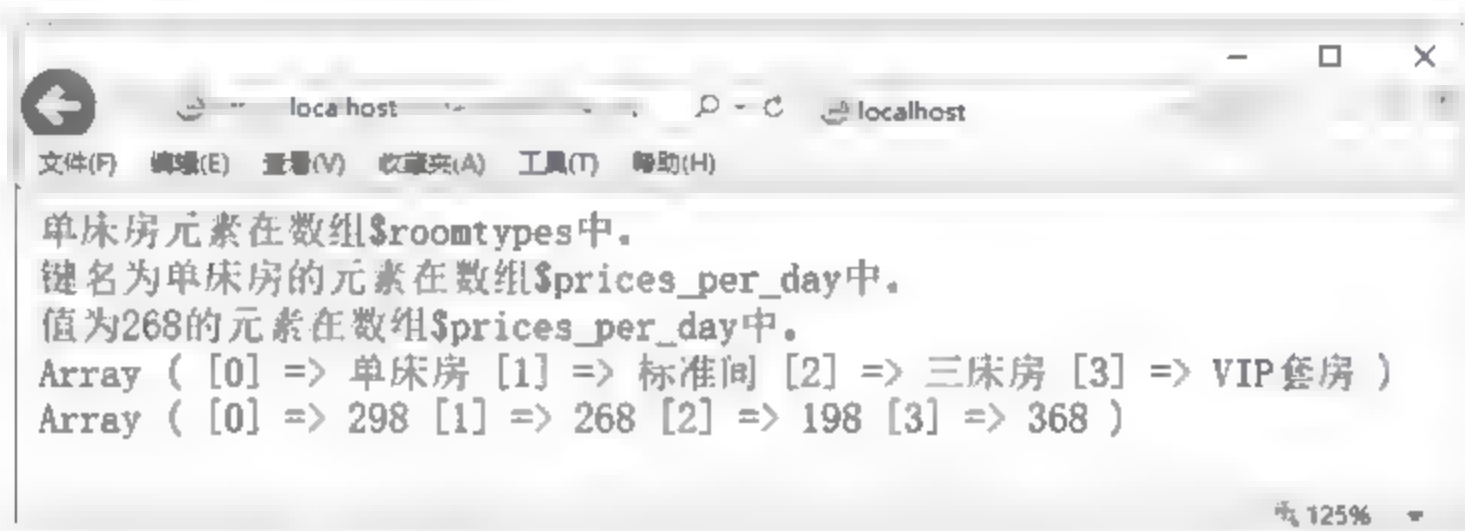 localhost
localhost
文件(F) 编辑(E) 查看(V) 收藏夹(A) 工具(T) 帮助(H)
单床房元素在数组$roomtypes中。
键名为单床房的元素在数组$prices_per_day中。
值为268的元素在数组$prices_per_day中。
Array ( [0] => 单床房 [1] => 标准间 [2] => 三床房 [3] => VIP套房 )
Array ( [0] => 298 [1] => 268 [2] => 198 [3] => 368 )
125%